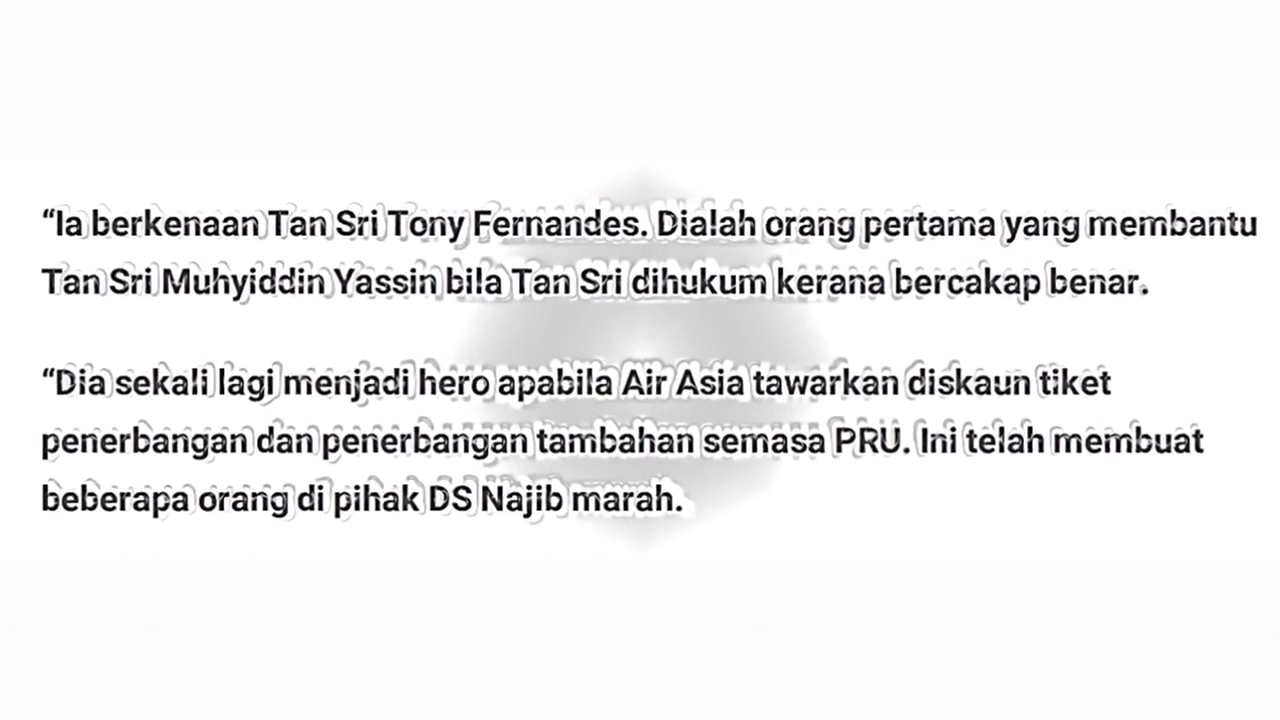 “Ia berkenaan Tan Sri Tony Fernandes. Dialah orang pertama yang membantu
Tan Sri Muhyiddin Yassin bila Tan Sri dihukum kerana bercakap benar.
“Dia sekali lagi menjadi hero apabila Air Asia tawarkan diskaun tiket
penerbangan dan penerbangan tambahan semasa PRU. Ini telah membuat
beberapa orang di pihak DS Najib marah.